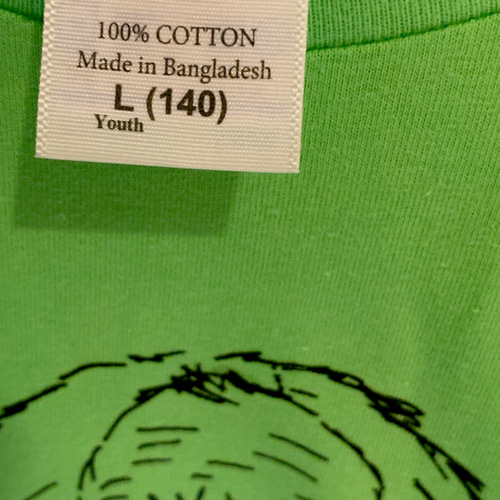 100% COTTON
Made in Bangladesh
L (140)
Youth